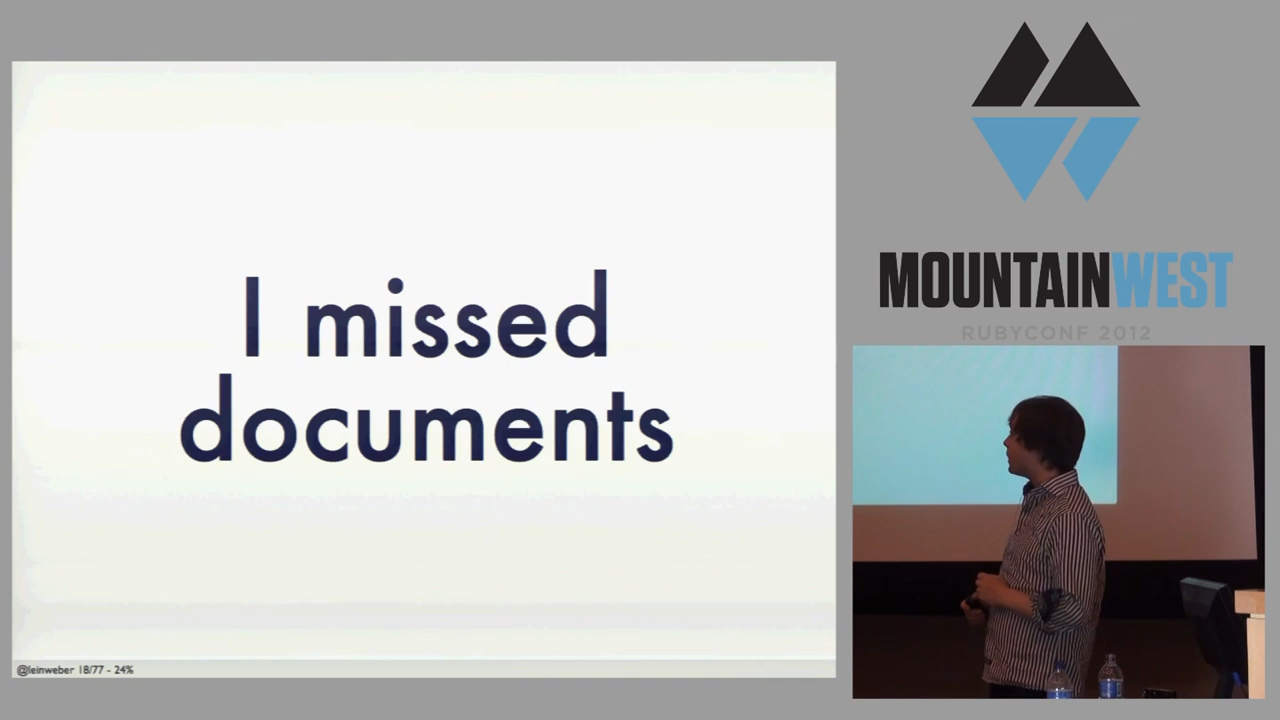 I missed
documents
@leinweber 18/77 - 24%
MOUNTAINWEST
RUBYCONF 2012